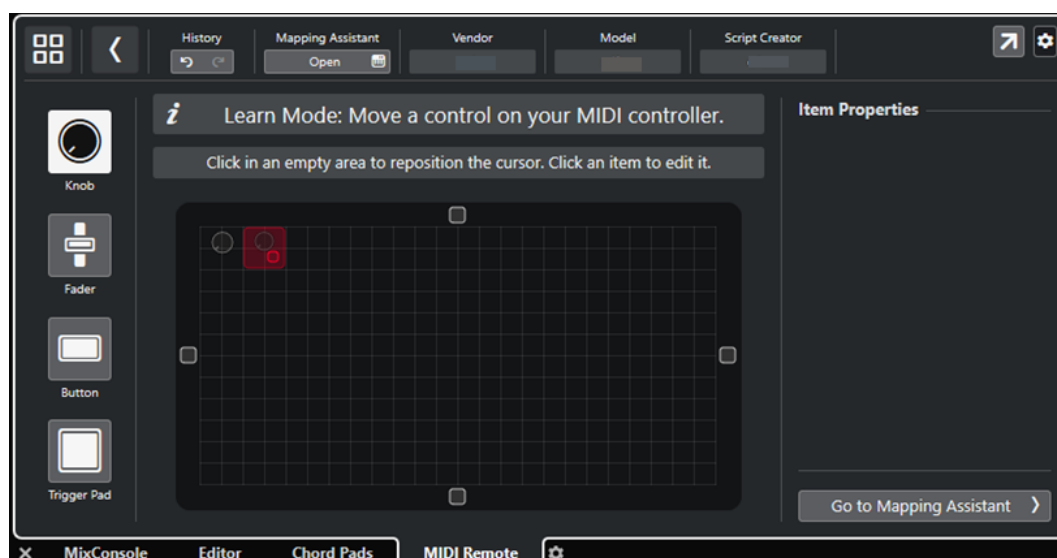 History
Mapping Assistant
Vendor
Model
Script Creator
Open
i
Learn Mode: Move a control on your MIDI controller.
Click in an empty area to reposition the cursor. Click an item to edit it.
Item Properties
Knob
Fader
Button
Trigger Pad
Go to Mapping Assistant
MixConsole Editor Chord Pads MIDI Remote